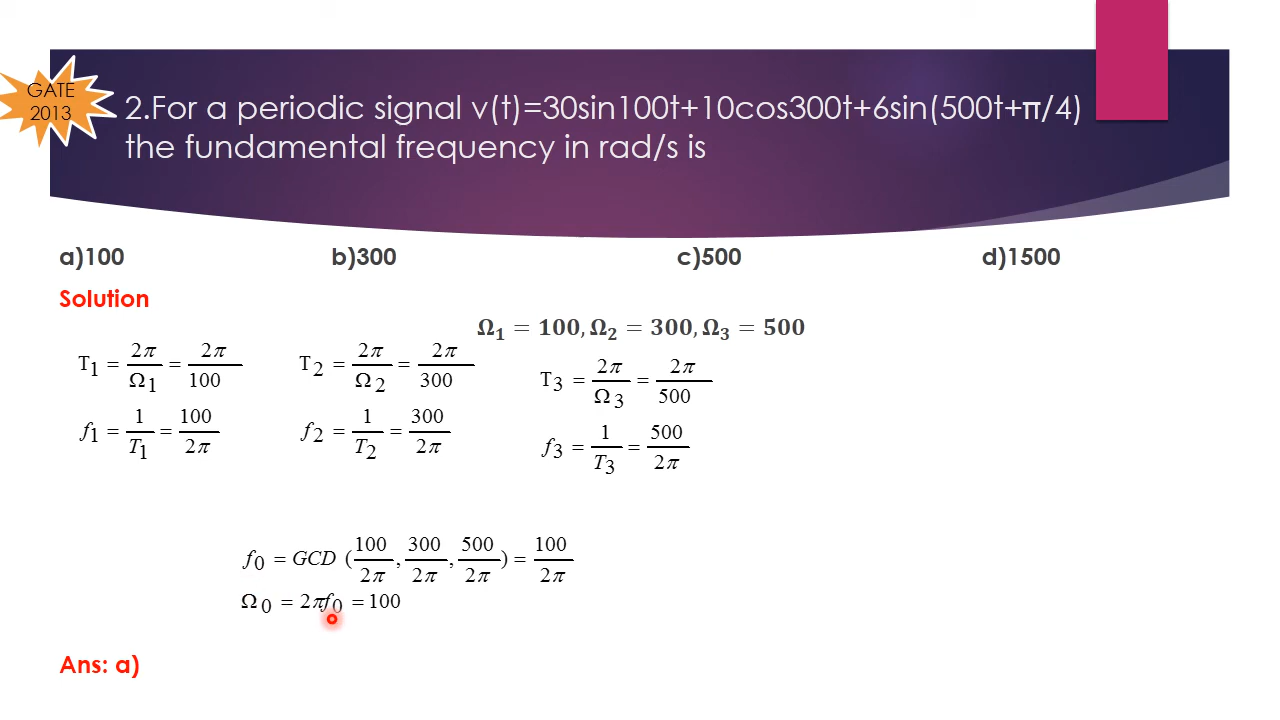 GATE
2013
2.For a periodic signal v(t)=30sin100t+10cos300t+6sin(500t+π/4)
the fundamental frequency in rad/s is
a)100 b)300 c)500 d)1500
Solution
Ω₁ = 100, Ω₂ = 300, Ω₃ = 500
T₁ = 2π/Ω₁ = 2π/100
T₂ = 2π/Ω₂ = 2π/300
T₃ = 2π/Ω₃ = 2π/500
f₁ = 1/T₁ = 100/2π
f₂ = 1/T₂ = 300/2π
f₃ = 1/T₃ = 500/2π
f₀ = GCD (100/2π, 300/2π, 500/2π) = 100/2π
Ω₀ = 2πf₀ = 100
Ans: a)